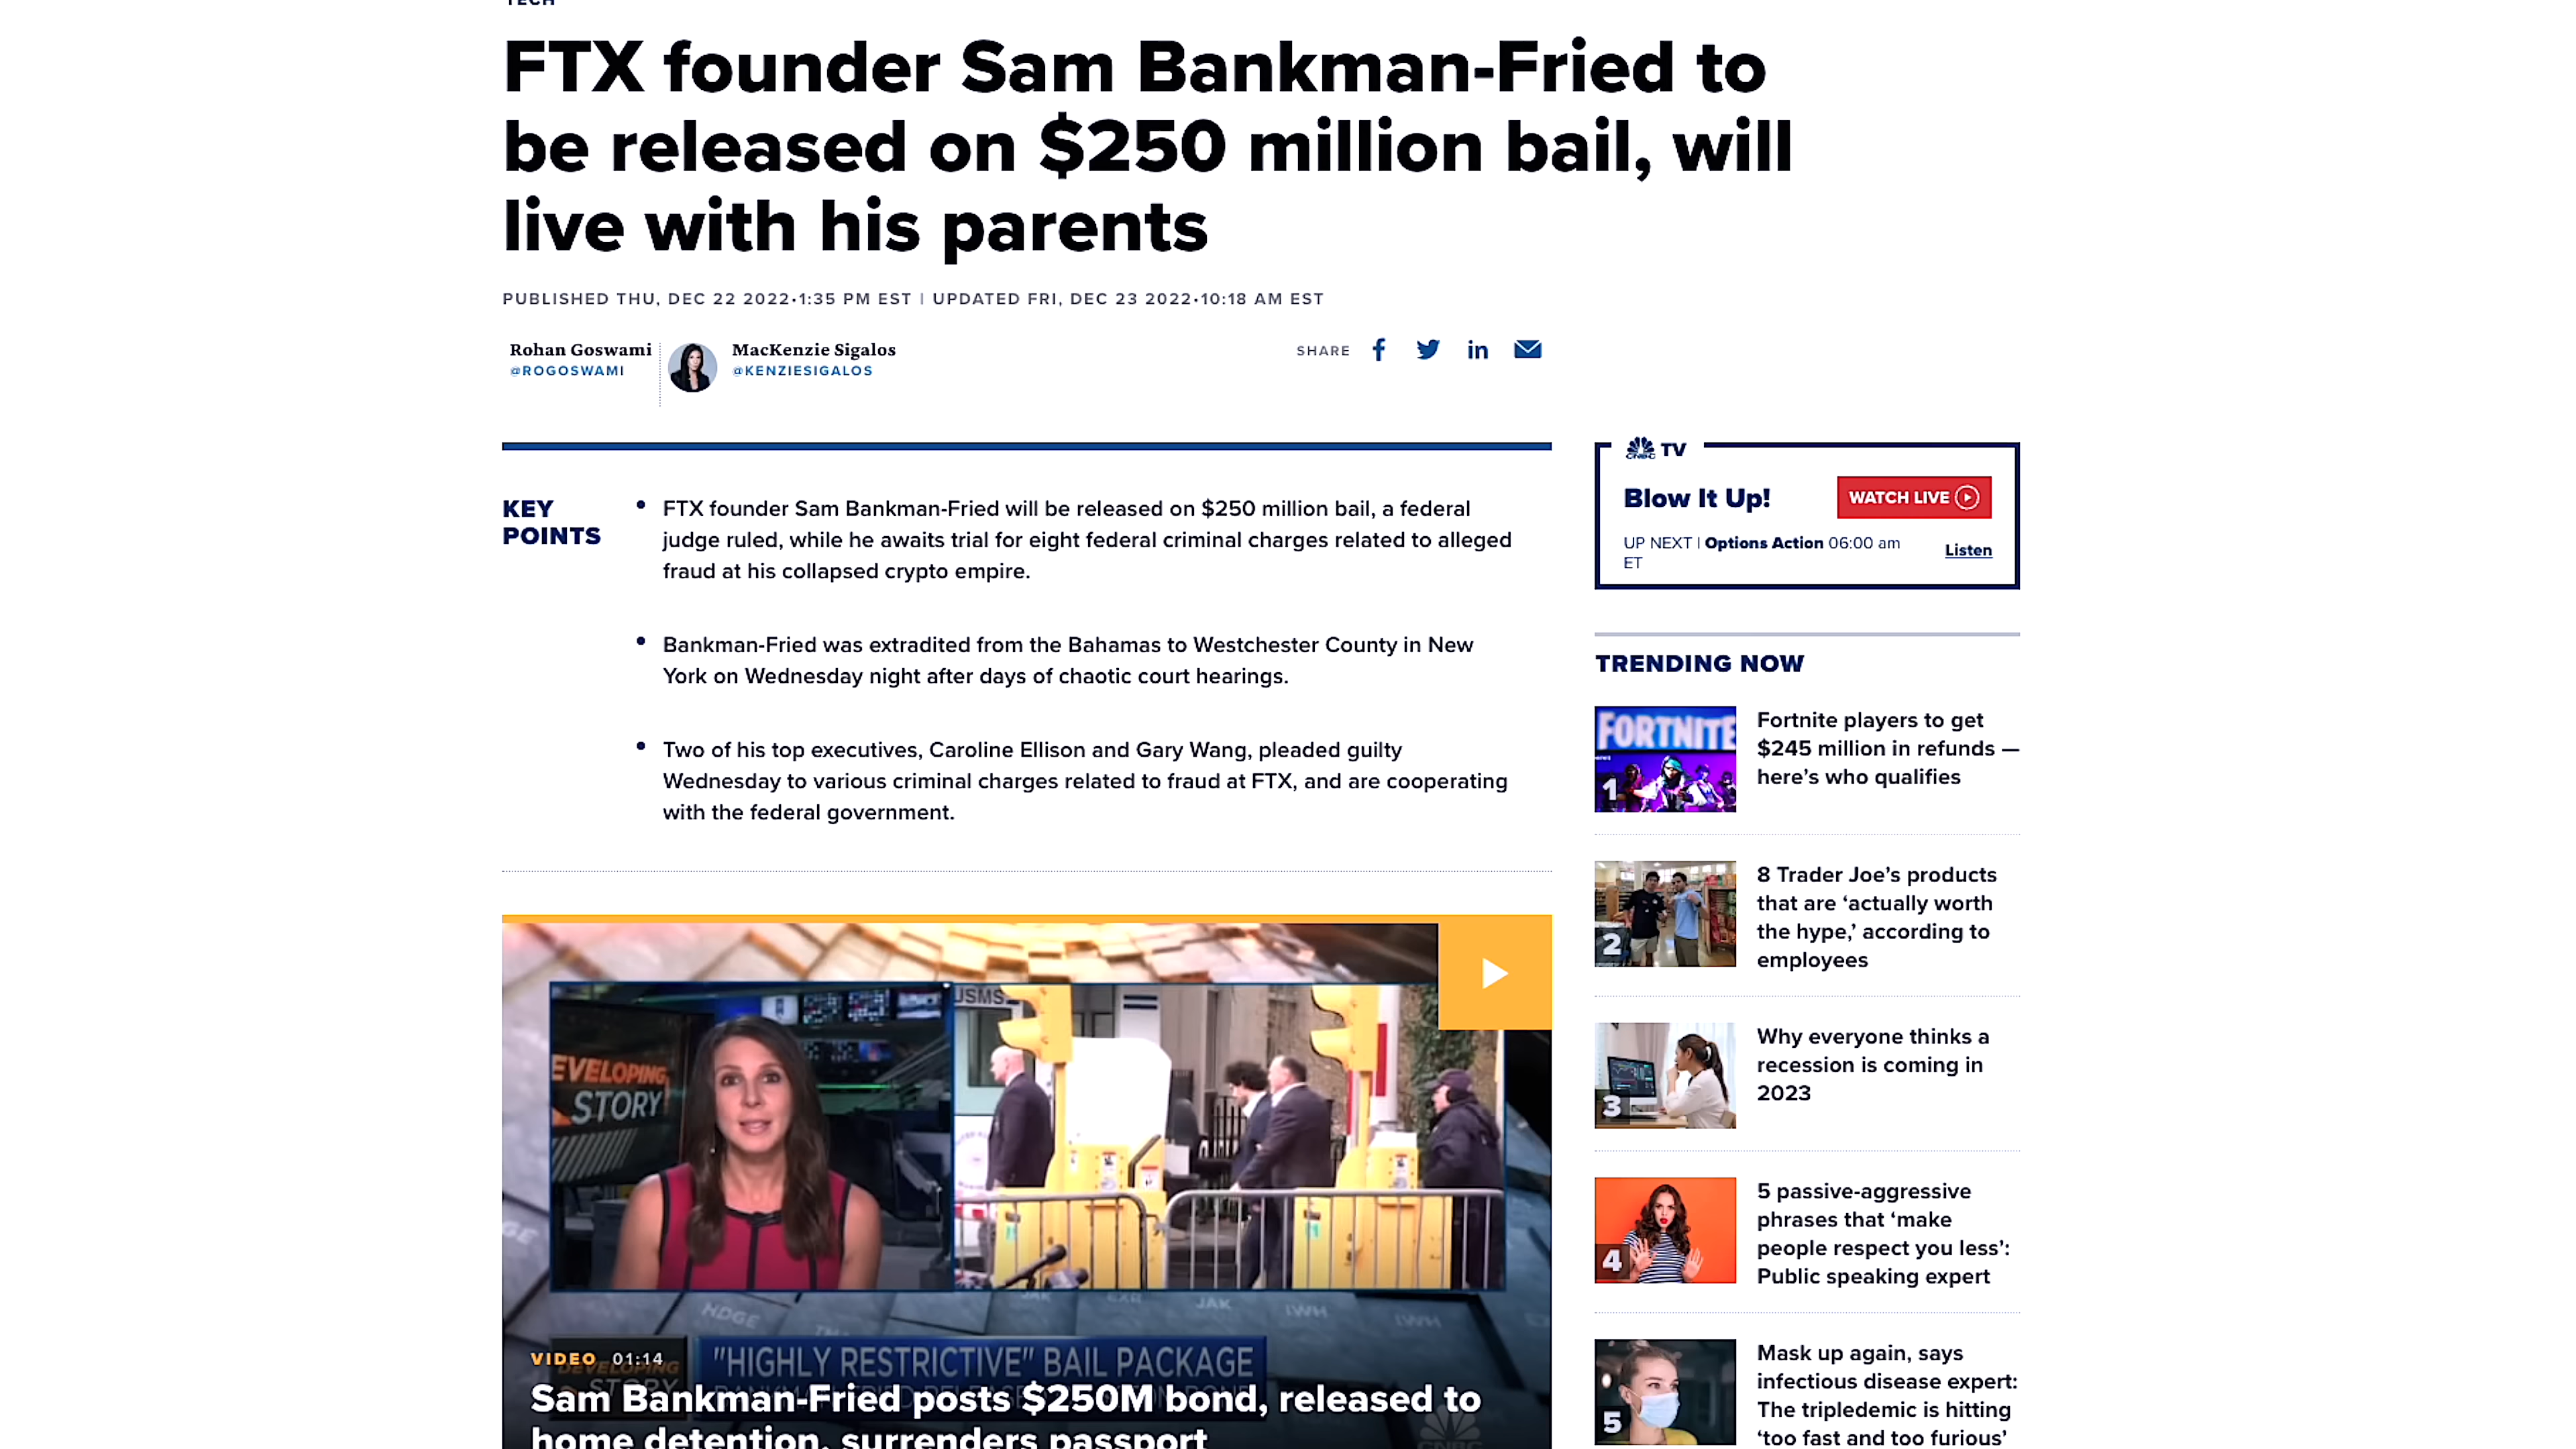 TECH
FTX founder Sam Bankman-Fried to
be released on $250 million bail, will
live with his parents
PUBLISHED THU, DEC 22 2022•1:35 PM EST | UPDATED FRI, DEC 23 2022•10:18 AM EST
Rohan Goswami
@ROGOSWAMI
MacKenzie Sigalos
@KENZIESIGALOS
SHARE
KEY
POINTS
• FTX founder Sam Bankman-Fried will be released on $250 million bail, a federal
judge ruled, while he awaits trial for eight federal criminal charges related to alleged
fraud at his collapsed crypto empire.
• Bankman-Fried was extradited from the Bahamas to Westchester County in New
York on Wednesday night after days of chaotic court hearings.
• Two of his top executives, Caroline Ellison and Gary Wang, pleaded guilty
Wednesday to various criminal charges related to fraud at FTX, and are cooperating
with the federal government.
USMS
EVELOPING
STORY
HDGE
JAK
EXE
JAK
IWH
IWH
"HIGHLY RESTRICTIVE" BAIL PACKAGE
DEVELOPING
STORY
VIDEO 01:14
Sam Bankman-Fried posts $250M bond, released to
home detention, surrenders passport
CNBC
CNBC TV
Blow It Up!
WATCH LIVE
UP NEXT | Options Action 06:00 am
ET
Listen
TRENDING NOW
FORTNITE
1
Fortnite players to get
$245 million in refunds —
here's who qualifies
2
8 Trader Joe's products
that are ‘actually worth
the hype,’ according to
employees
3
Why everyone thinks a
recession is coming in
2023
4
5 passive-aggressive
phrases that ‘make
people respect you less’:
Public speaking expert
5
Mask up again, says
infectious disease expert:
The tripledemic is hitting
‘too fast and too furious’